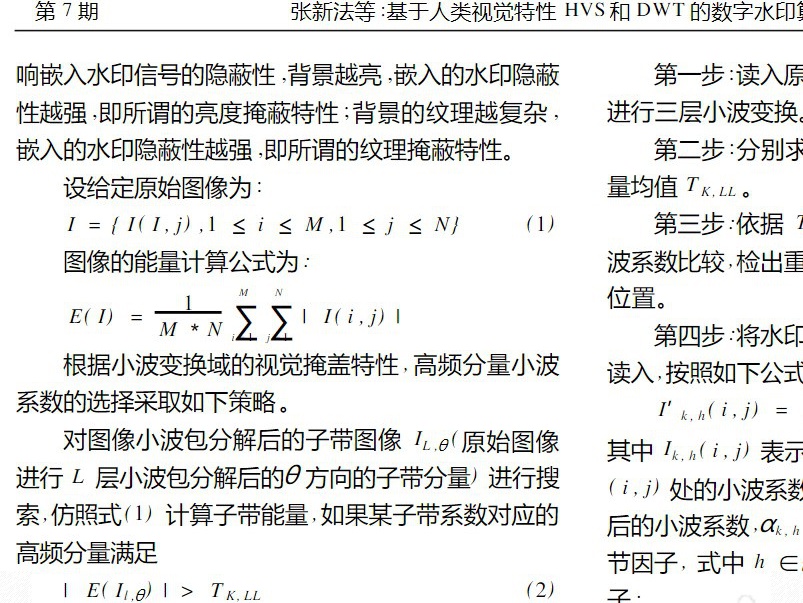 第 7 期
张新法等:基于人类视觉特性 HVS 和 DWT 的数字水印
响嵌入水印信号的隐蔽性,背景越亮,嵌入的水印隐蔽
性越强,即所谓的亮度掩蔽特性;背景的纹理越复杂,
嵌入的水印隐蔽性越强,即所谓的纹理掩蔽特性。
设给定原始图像为:
I = { I( I, j) ,1 ≤ i ≤ M,1 ≤ j ≤ N} (1)
图像的能量计算公式为:
E( I) = 1 / M * N ∑ i M ∑ j N | I( i, j) |
根据小波变换域的视觉掩盖特性,高频分量小波
系数的选择采取如下策略。
对图像小波包分解后的子带图像 I_{L,θ}(原始图像
进行 L 层小波包分解后的θ方向的子带分量) 进行搜
索,仿照式(1) 计算子带能量,如果某子带系数对应的
高频分量满足
| E( I_{l,θ}) | > T_{K,LL} (2)
第一步:读入原
进行三层小波变换。
第二步:分别求
量均值 T_{K,LL} 。
第三步:依据 T
波系数比较,检出重
位置。
第四步:将水印
读入,按照如下公式
I′_{k,h}( i, j) =
其中 I_{k,h}( i, j) 表示
( i, j) 处的小波系数
后的小波系数,α_{k,h}
节因子, 式中 h ∈
子: